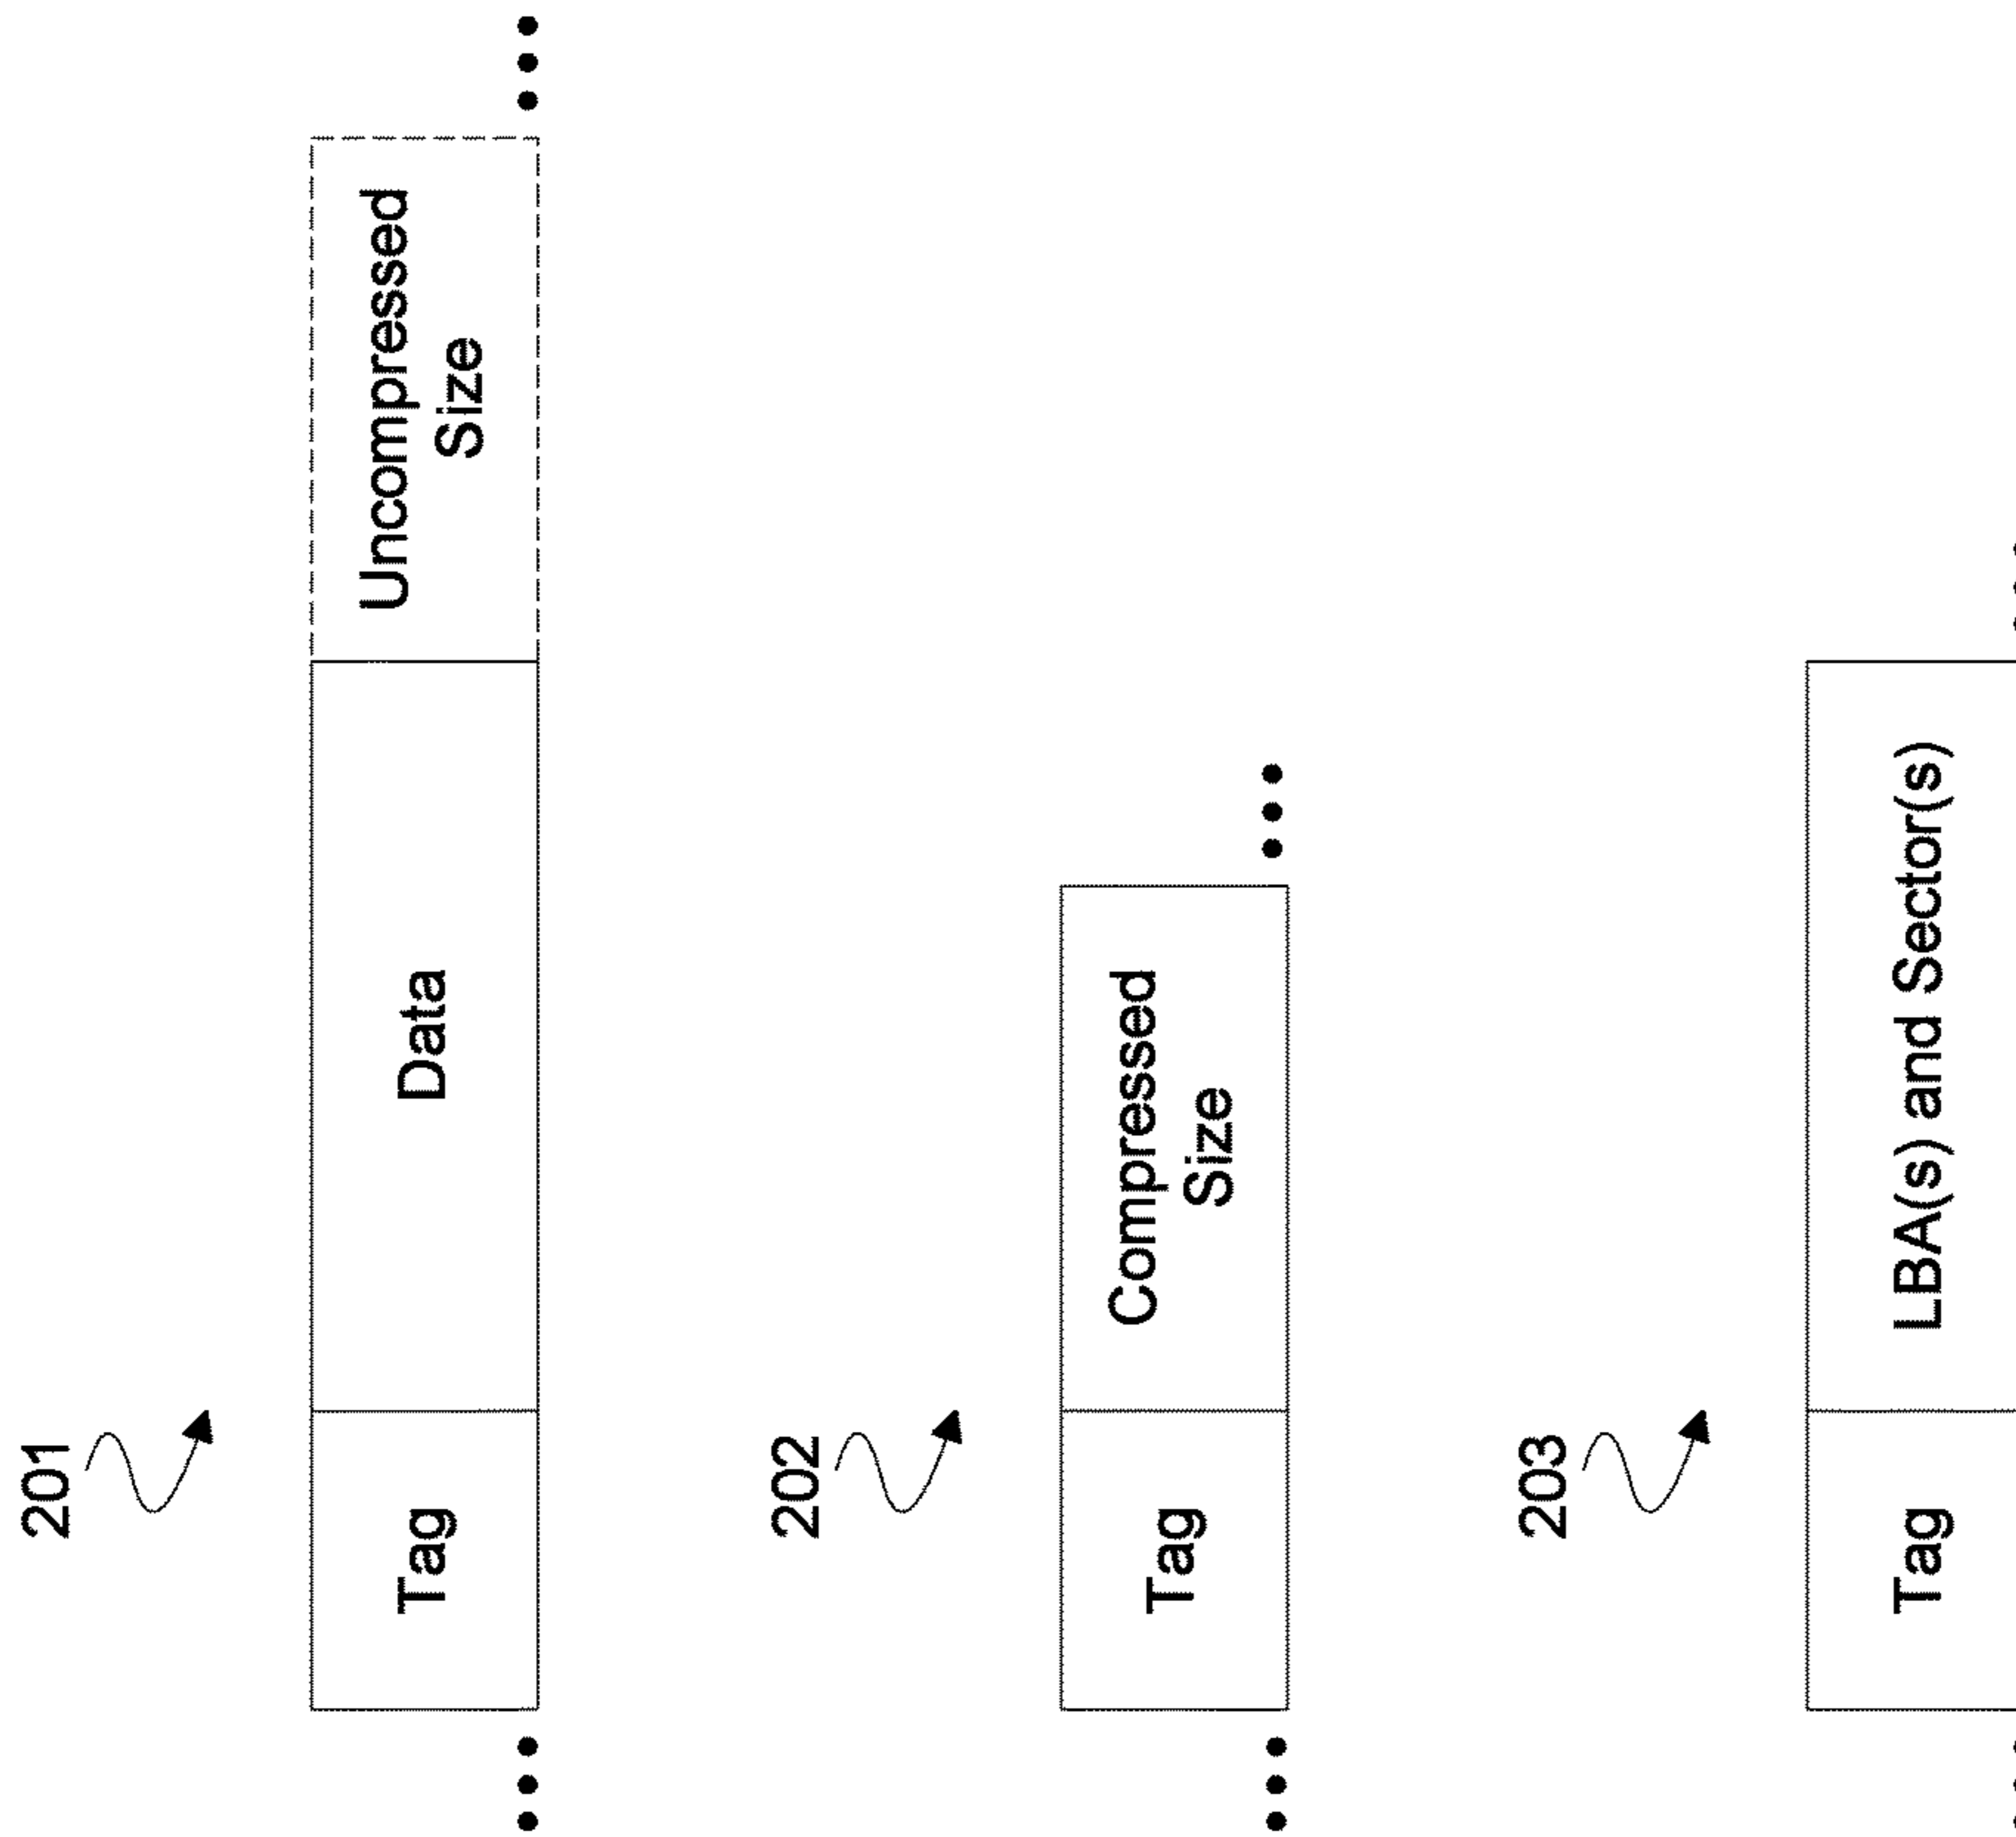 201
Tag
Data
Uncompressed
Size
202
Tag
Compressed
Size
203
Tag
LBA(s) and Sector(s)